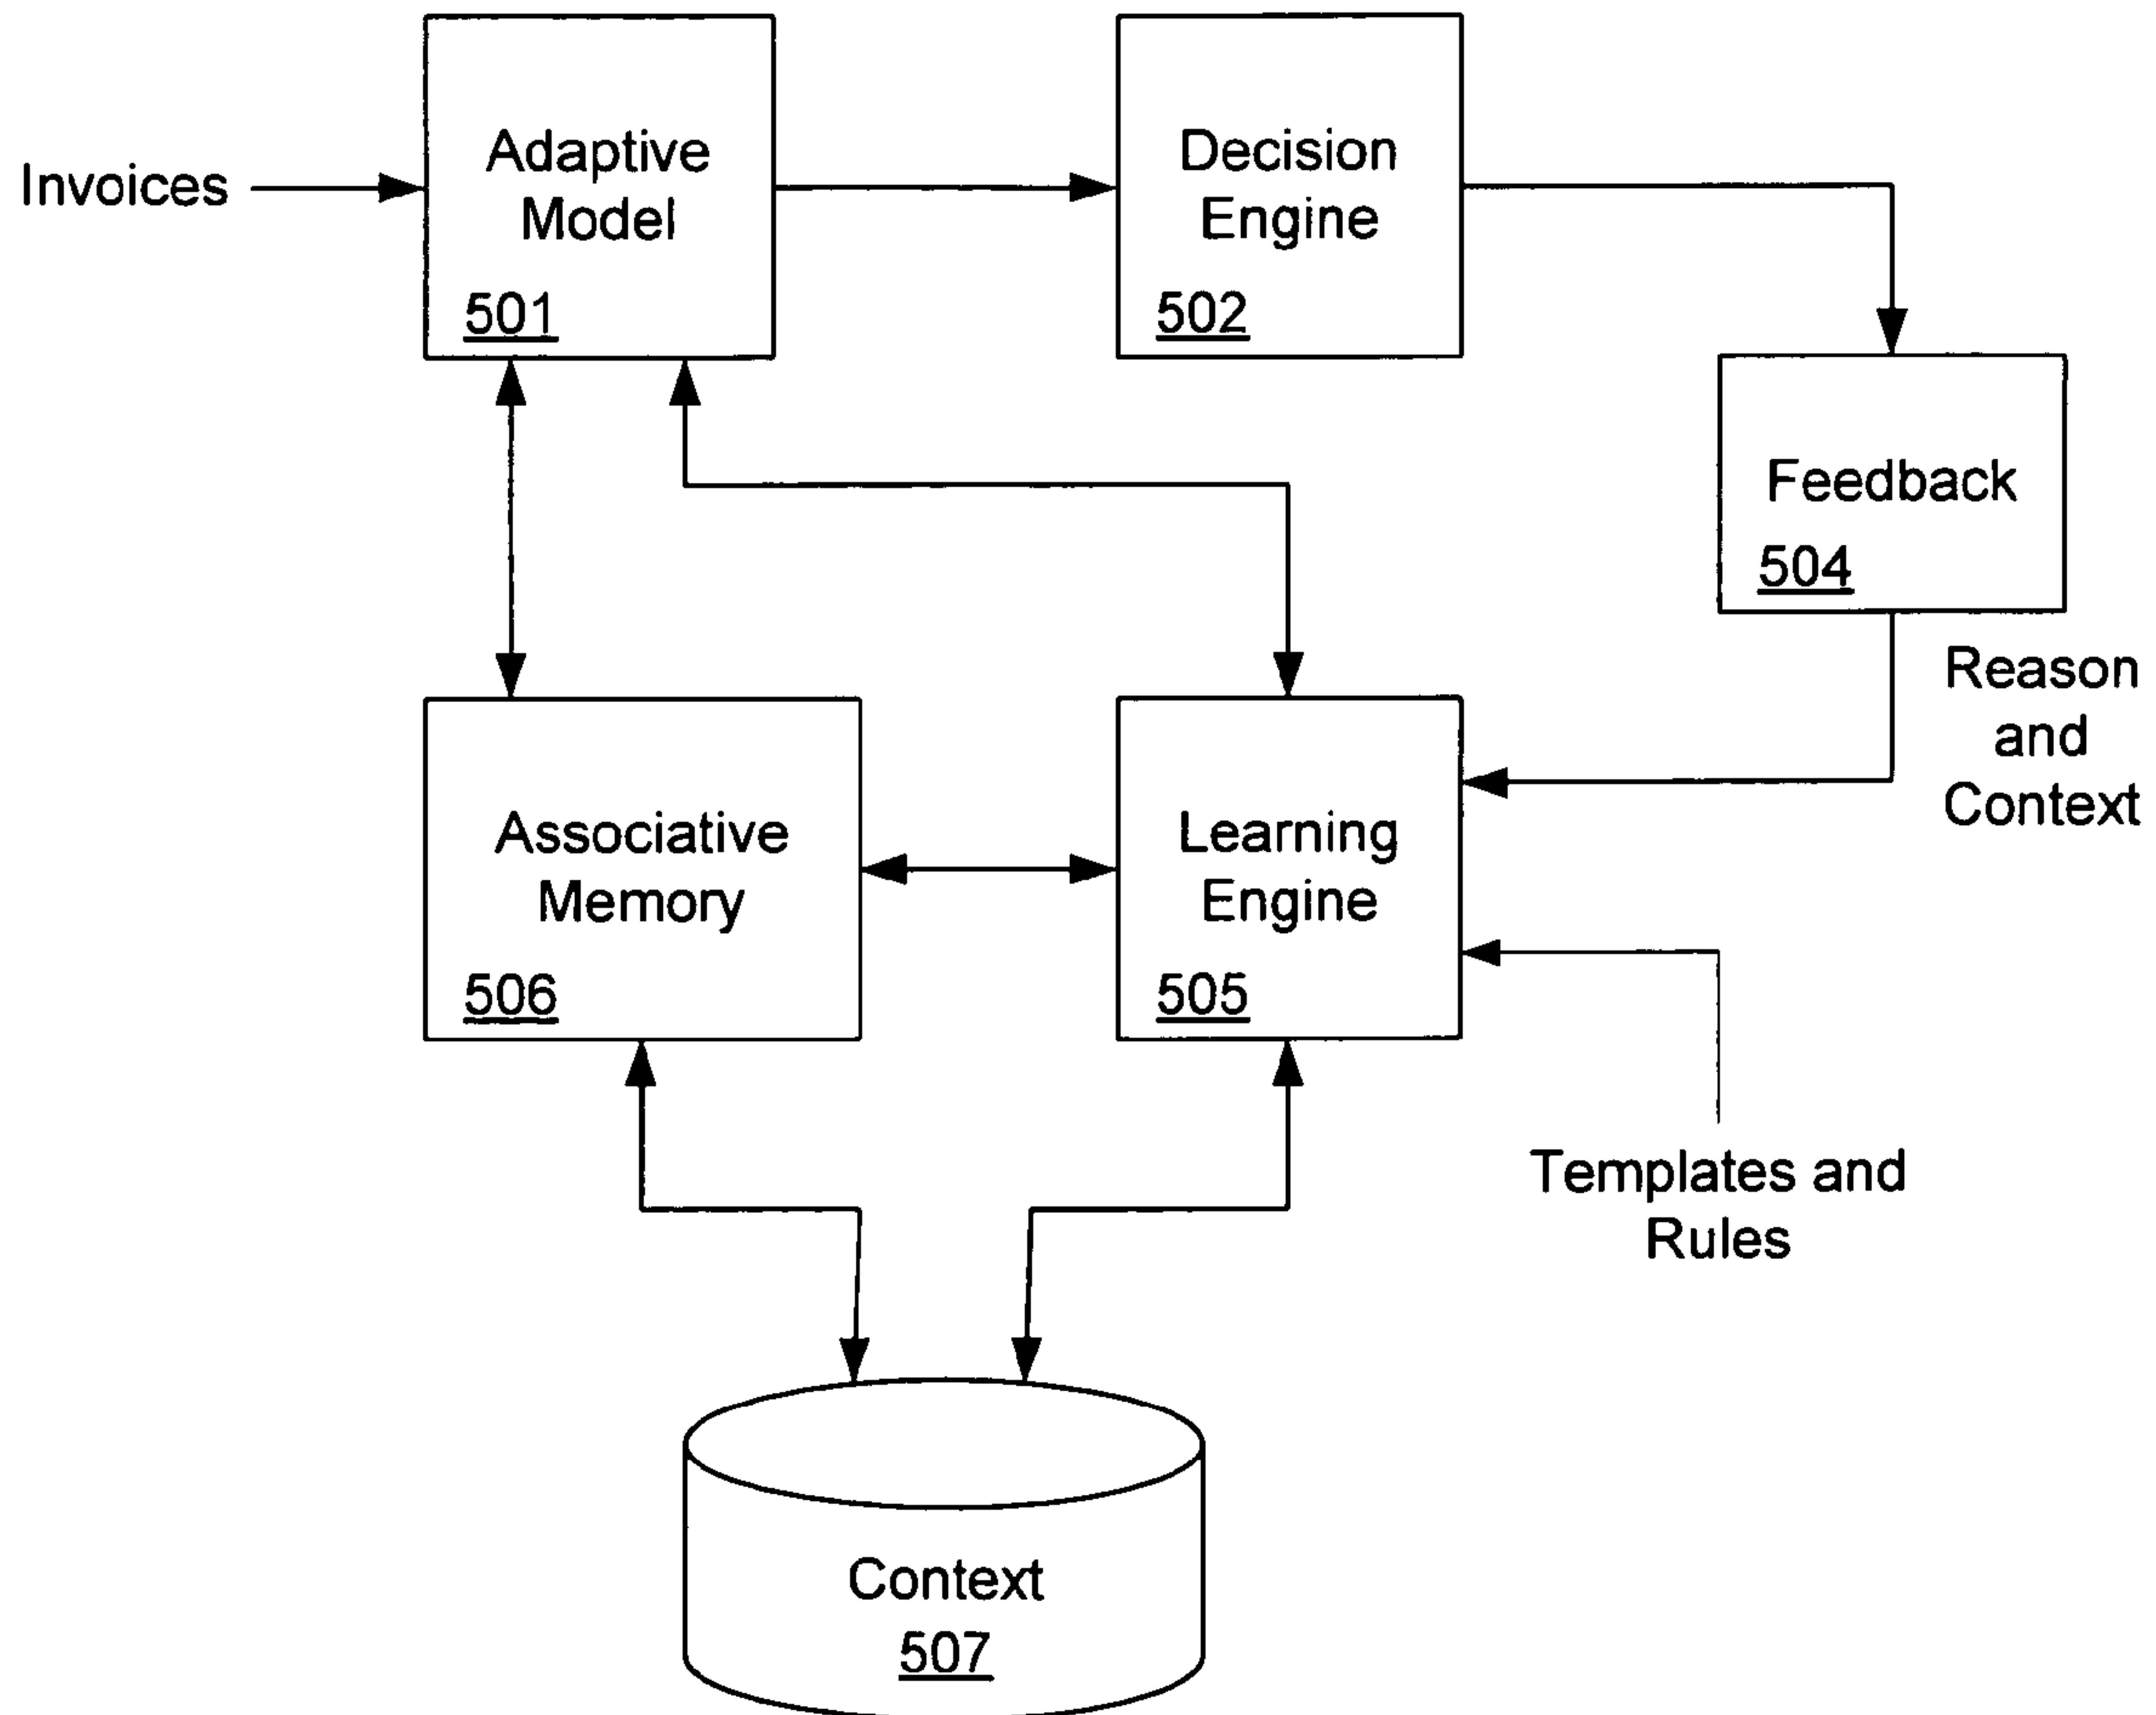 Invoices
Adaptive
Model
501
Decision
Engine
502
Feedback
504
Reason
and
Context
Associative
Memory
506
Learning
Engine
505
Templates and
Rules
Context
507